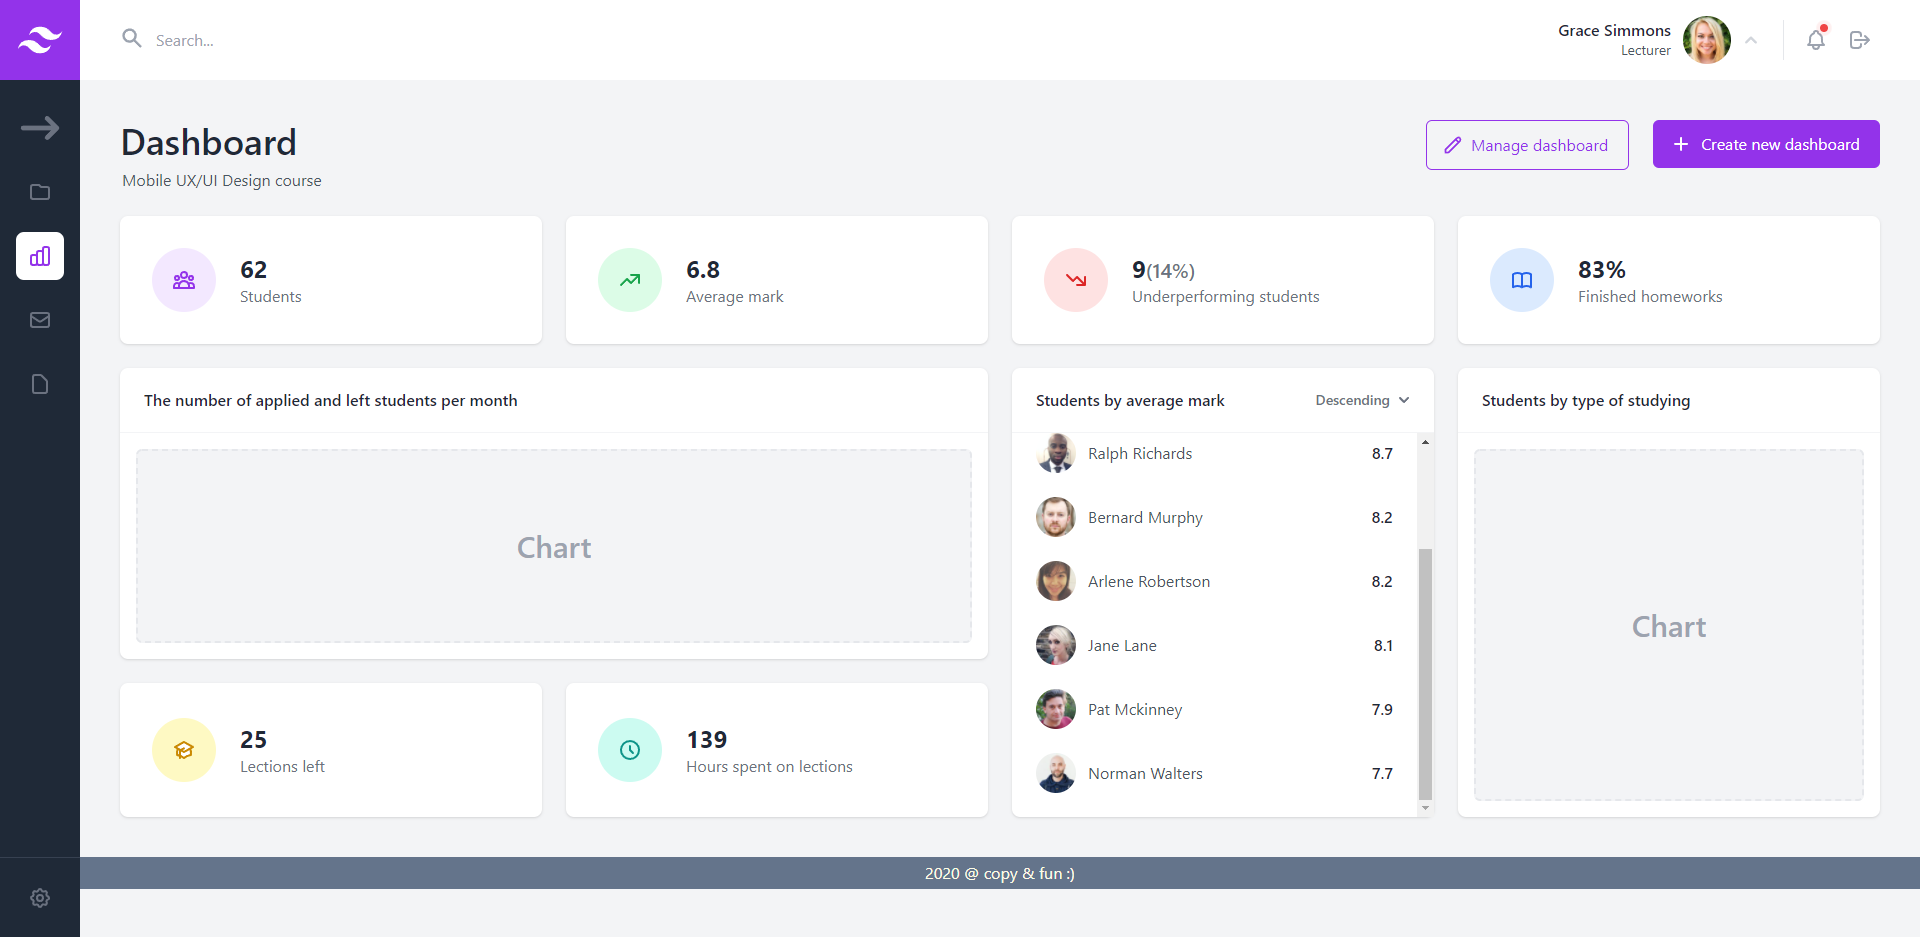 Search...
Grace Simmons
Lecturer
Dashboard
Mobile UX/UI Design course
Manage dashboard
Create new dashboard
62
Students
6.8
Average mark
9(14%)
Underperforming students
83%
Finished homeworks
The number of applied and left students per month
Chart
Students by average mark
Descending
Ralph Richards 8.7
Bernard Murphy 8.2
Arlene Robertson 8.2
Jane Lane 8.1
Pat Mckinney 7.9
Norman Walters 7.7
Students by type of studying
Chart
25
Lections left
139
Hours spent on lections
2020 @ copy & fun :)